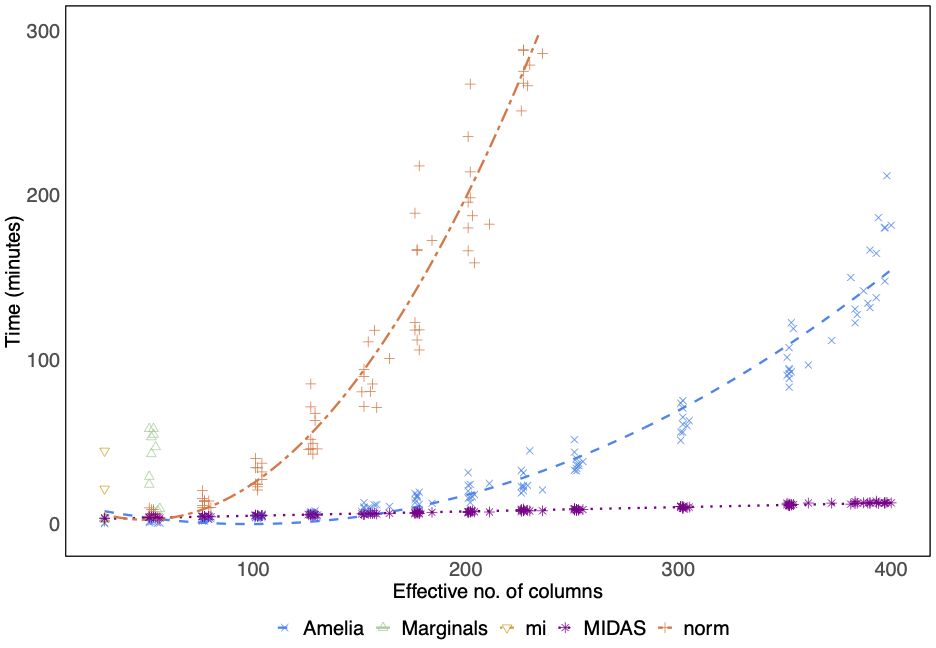 300
200
100
0
Time (minutes)
100 200 300 400
Effective no. of columns
Amelia Marginals mi MIDAS norm